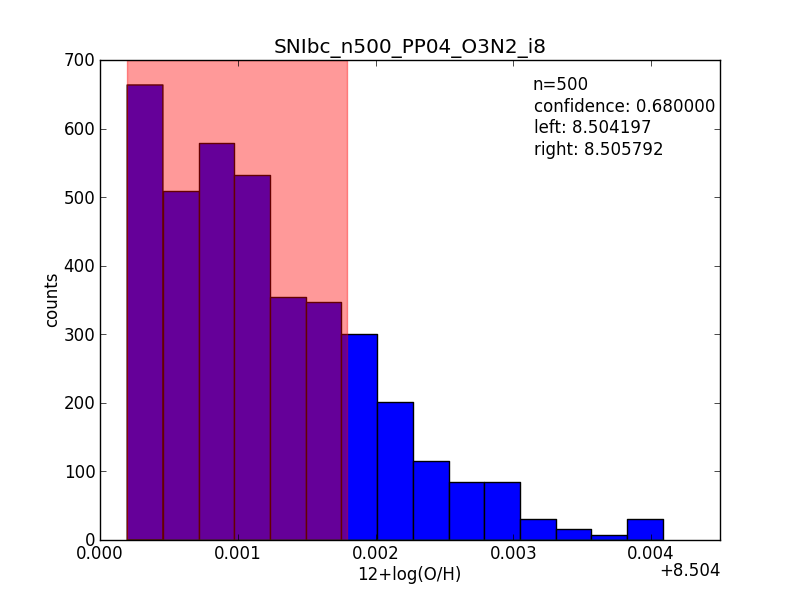 SNIbc_n500_PP04_O3N2_i8
700
600
500
400
300
200
100
0
counts
n=500
confidence: 0.680000
left: 8.504197
right: 8.505792
0.000 0.001 0.002 0.003 0.004
+8.504
12+log(O/H)